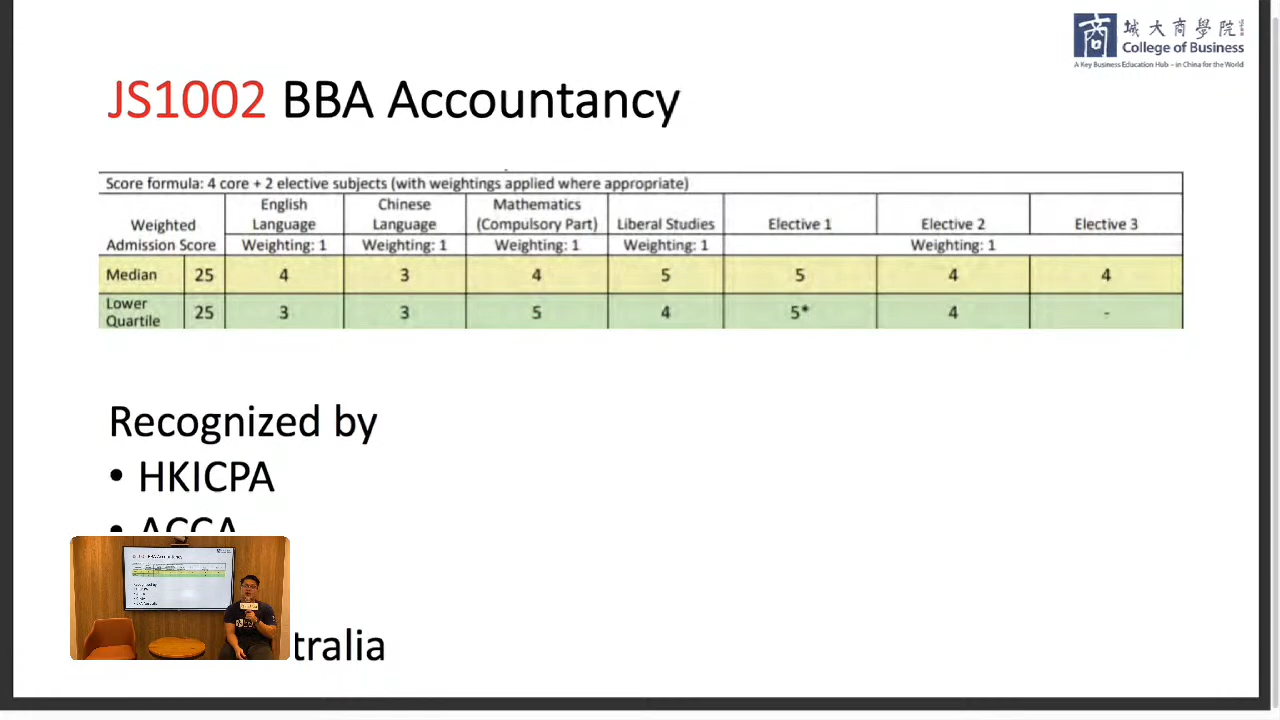 城大商學院
College of Business
A Key Business Education Hub – in China for the World
JS1002 BBA Accountancy
Score formula: 4 core + 2 elective subjects (with weightings applied where appropriate)
Weighted Admission Score English Language Chinese Language Mathematics (Compulsory Part) Liberal Studies Elective 1 Elective 2 Elective 3
Weighting: 1 Weighting: 1 Weighting: 1 Weighting: 1 Weighting: 1
Median 25 4 3 4 5 5 4 4
Lower Quartile 25 3 3 5 4 5* 4 -
Recognized by
• HKICPA
• ACCA
tralia